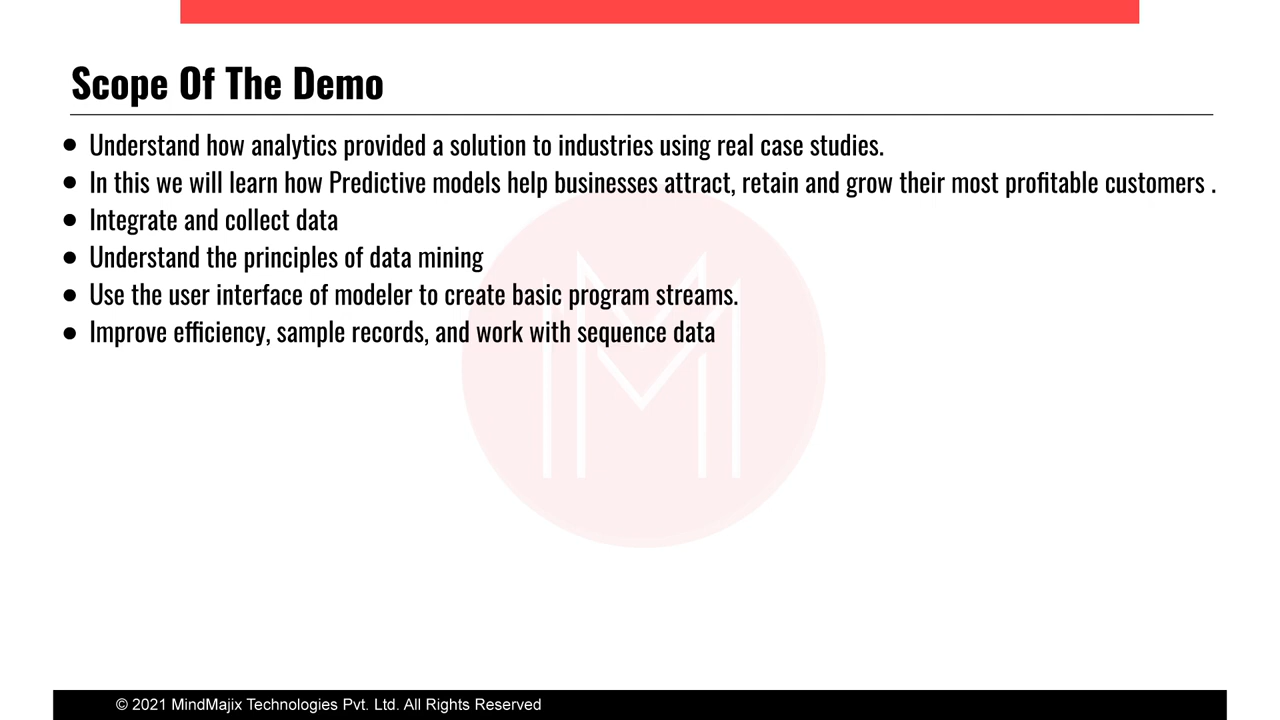 Scope Of The Demo
● Understand how analytics provided a solution to industries using real case studies.
● In this we will learn how Predictive models help businesses attract, retain and grow their most profitable customers .
● Integrate and collect data
● Understand the principles of data mining
● Use the user interface of modeler to create basic program streams.
● Improve efficiency, sample records, and work with sequence data
© 2021 MindMajix Technologies Pvt. Ltd. All Rights Reserved